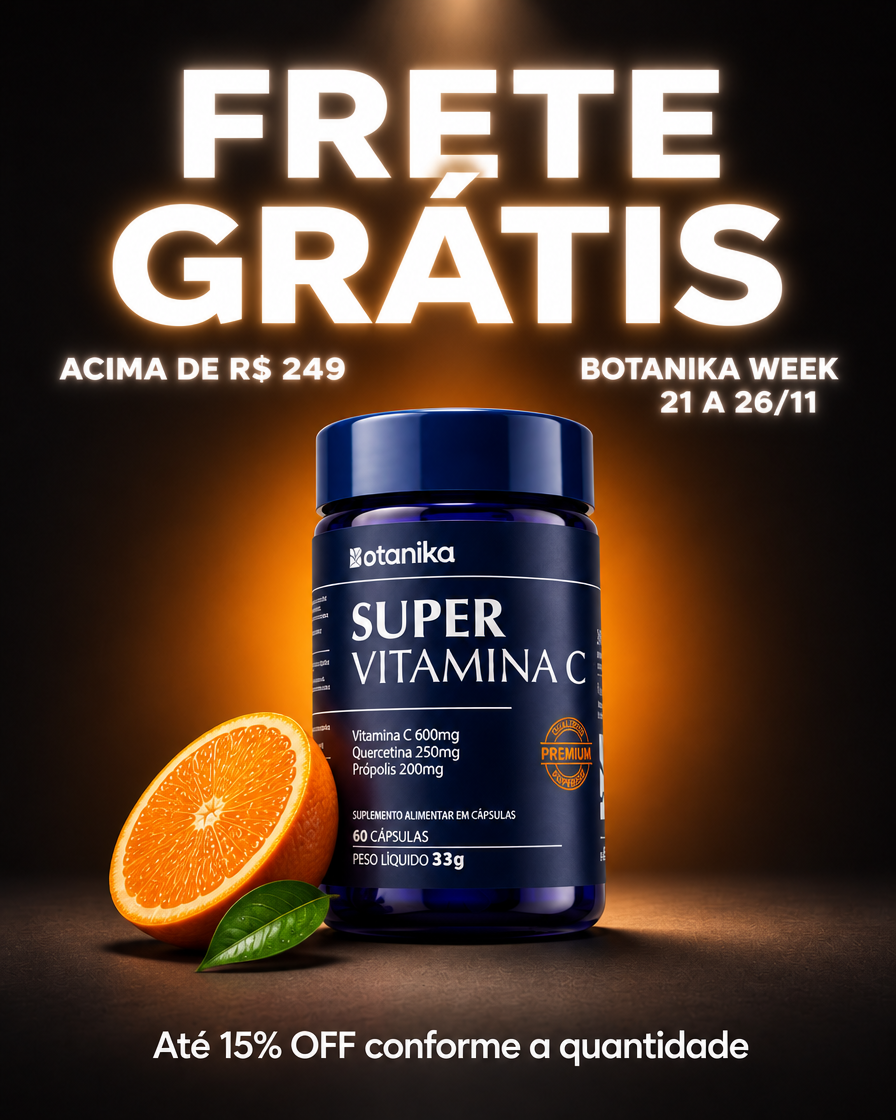 FRETE
GRÁTIS
ACIMA DE R$ 249
BOTANIKA WEEK
21 A 26/11
Botanika
SUPER
VITAMINA C
Vitamina C 600mg
Quercetina 250mg
Própolis 200mg
PREMIUM
SUPLEMENTO ALIMENTAR EM CÁPSULAS
60 CÁPSULAS
PESO LÍQUIDO 33g
Até 15% OFF conforme a quantidade